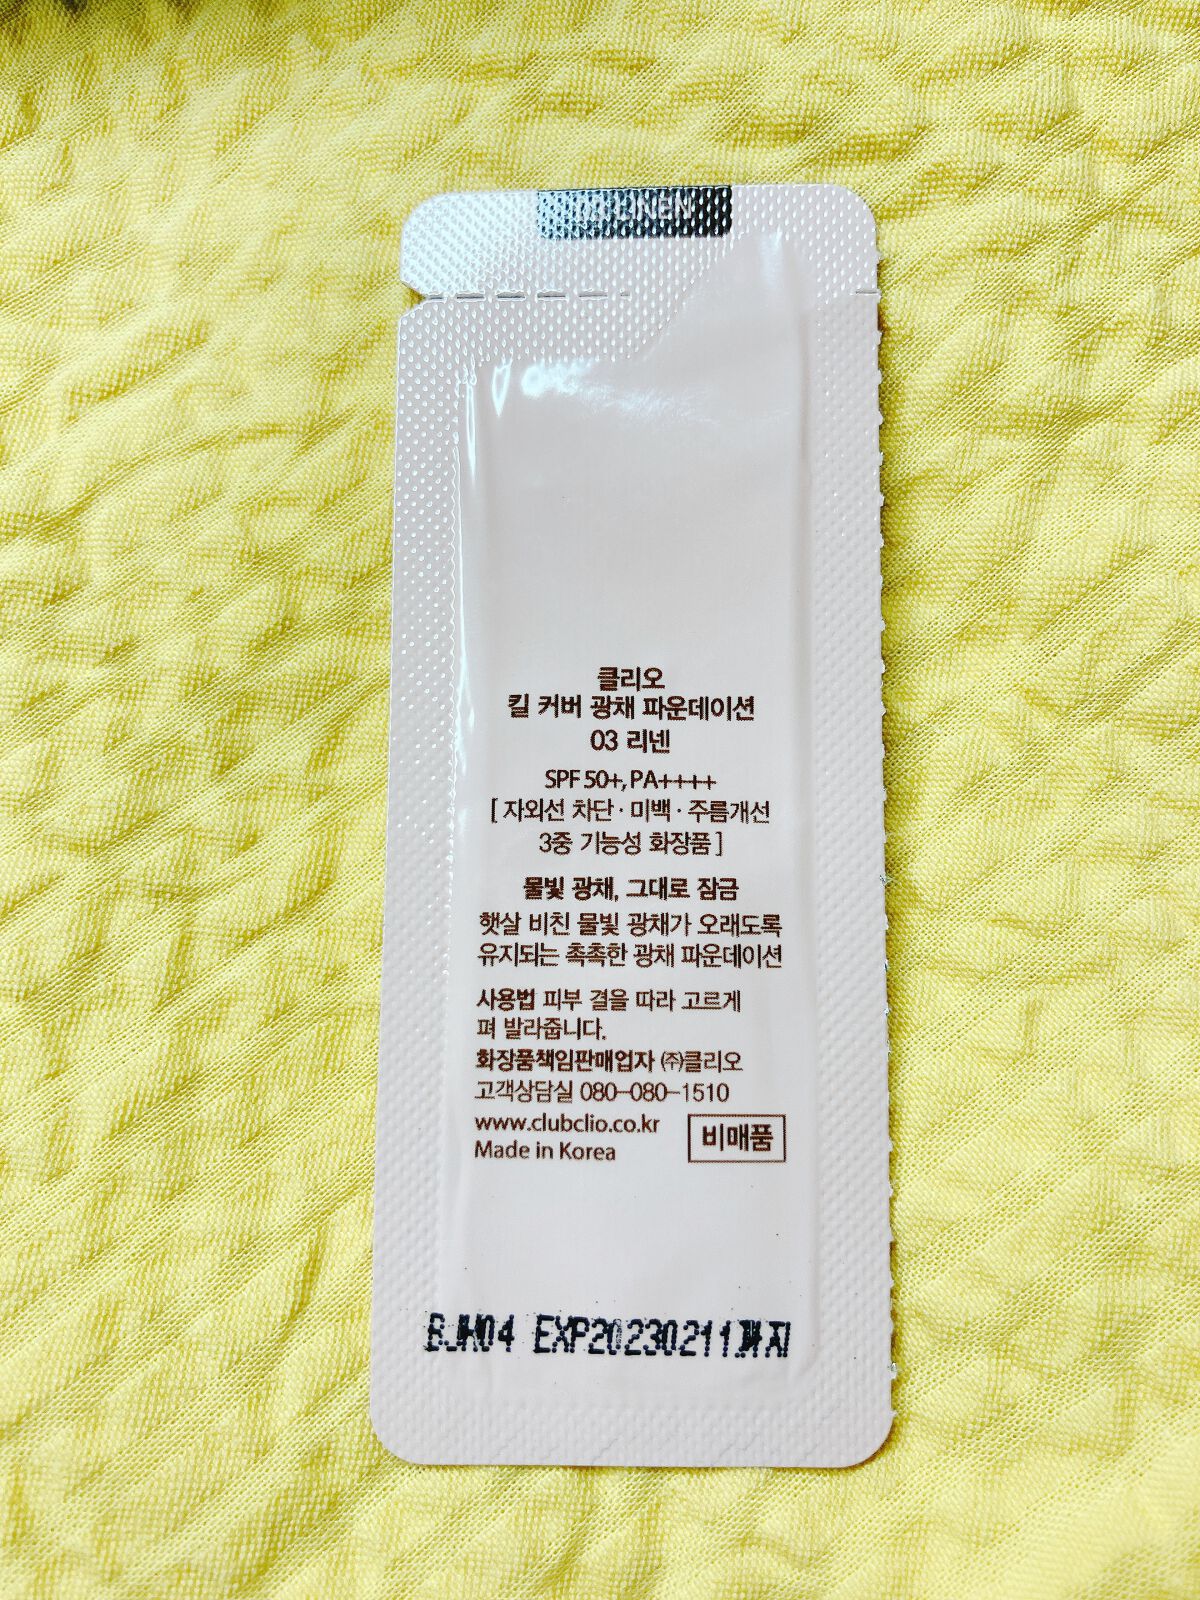 03 LINEN
클리오
킬 커버 광채 파운데이션
03 리넨
SPF 50+, PA++++
[ 자외선 차단 · 미백 · 주름개선
3중 기능성 화장품 ]
물빛 광채, 그대로 잠금
햇살 비친 물빛 광채가 오래도록
유지되는 촉촉한 광채 파운데이션
사용법 피부 결을 따라 고르게
펴 발라줍니다.
화장품책임판매업자 ㈜클리오
고객상담실 080-080-1510
www.clubclio.co.kr
Made in Korea
비매품
EXP20230211까지